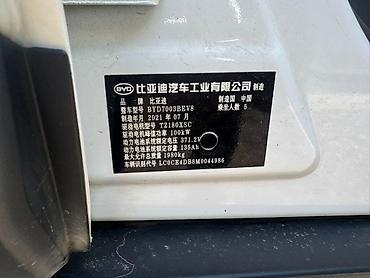 BYD 比亚迪汽车工业有限公司 制造
品 牌 比亚迪 制造国 中国
整车型号 BYD7003BEV8 乘坐人数 5
制造年月 2021 年 07 月
驱动电机型号 TZ180XSC
驱动电机峰值功率 100kW
动力电池系统额定电压 371.2V
动力电池系统额定容量 135Ah
最大允许总质量 1980kg
车辆识别代号 LC0CE4DB8M0044986